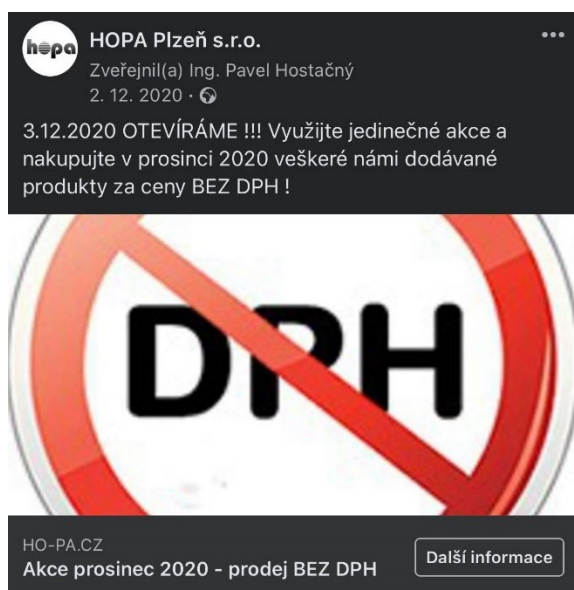 hopa
HOPA Plzeň s.r.o.
Zveřejnil(a) Ing. Pavel Hostačný
2. 12. 2020 ·
3.12.2020 OTEVÍRÁME !!! Využijte jedinečné akce a
nakupujte v prosinci 2020 veškeré námi dodávané
produkty za ceny BEZ DPH !
DPH
HO-PA.CZ
Akce prosinec 2020 - prodej BEZ DPH
Další informace